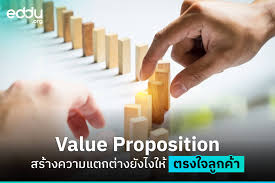 eddu
.org
Value Proposition
สร้างความแตกต่างยังไงให้ ตรงใจลูกค้า